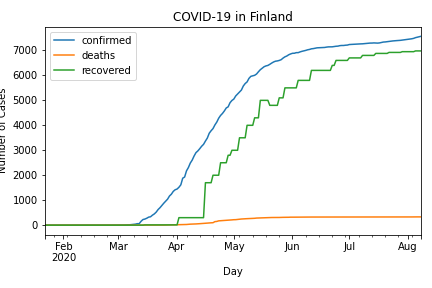 COVID-19 in Finland
confirmed
deaths
recovered
7000
6000
5000
4000
3000
2000
1000
0
Number of Cases
Feb
2020
Mar
Apr
May
Jun
Jul
Aug
Day